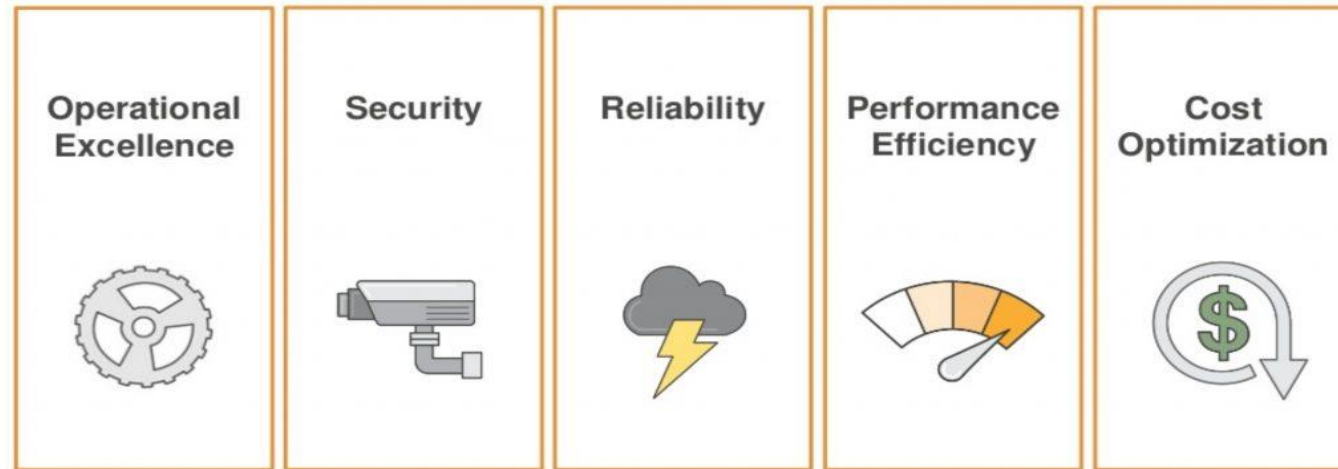 Operational
Excellence
Security
Reliability
Performance
Efficiency
Cost
Optimization
$